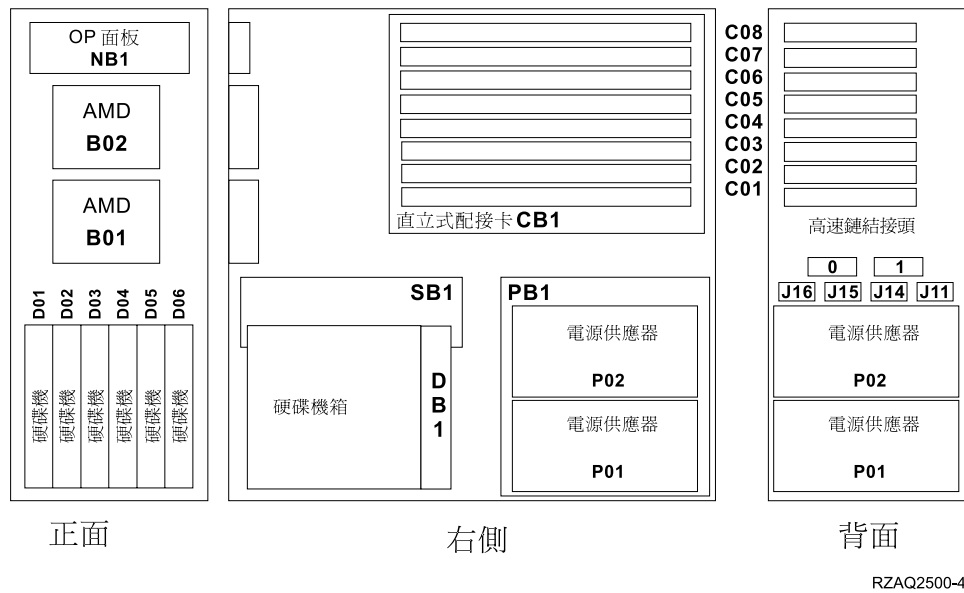 OP 面板
NB1
AMD
B02
AMD
B01
D01
D02
D03
D04
D05
D06
硬碟機
硬碟機
硬碟機
硬碟機
硬碟機
硬碟機
正面
直立式配接卡 CB1
SB1
硬碟機箱
DB1
PB1
電源供應器
P02
電源供應器
P01
右側
C08
C07
C06
C05
C04
C03
C02
C01
高速鏈結接頭
0 1
J16 J15 J14 J11
電源供應器
P02
電源供應器
P01
背面
RZAQ2500-4